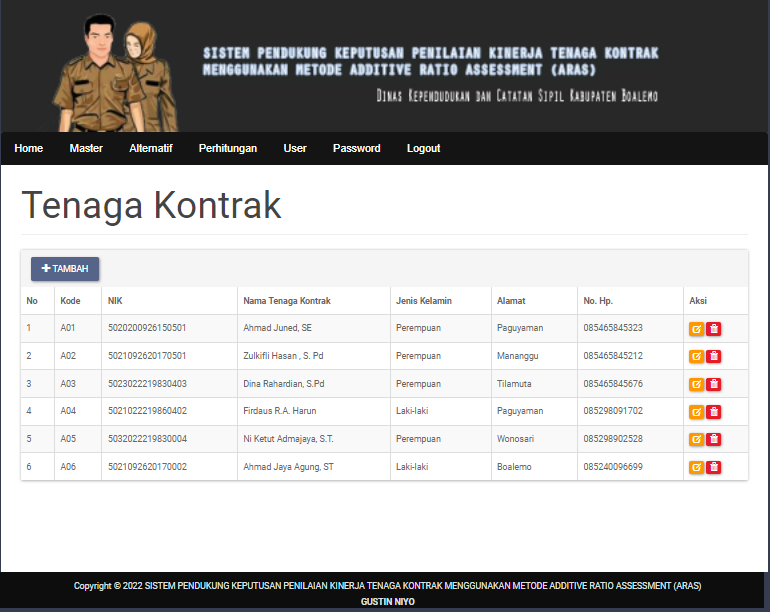 SISTEM PENDUKUNG KEPUTUSAN PENILAIAN KINERJA TENAGA KONTRAK
MENGGUNAKAN METODE ADDITIVE RATIO ASSESSMENT (ARAS)
DINAS KEPENDUDUKAN DAN CATATAN SIPIL KABUPATEN BOALEMO
Home Master Alternatif Perhitungan User Password Logout
Tenaga Kontrak
TAMBAH
No Kode NIK Nama Tenaga Kontrak Jenis Kelamin Alamat No. Hp. Aksi
1 A01 5020200926150501 Ahmad Juned, SE Perempuan Paguyaman 085465845323
2 A02 5021092620170501 Zulkifli Hasan , S. Pd Perempuan Mananggu 085465845212
3 A03 5023022219830403 Dina Rahardian, S.Pd Perempuan Tilamuta 085465845676
4 A04 5021022219860402 Firdaus R.A. Harun Laki-laki Paguyaman 085298091702
5 A05 5032022219830004 Ni Ketut Admajaya, S.T. Perempuan Wonosari 085298902528
6 A06 5021092620170002 Ahmad Jaya Agung, ST Laki-laki Boalemo 085240096699
Copyright © 2022 SISTEM PENDUKUNG KEPUTUSAN PENILAIAN KINERJA TENAGA KONTRAK MENGGUNAKAN METODE ADDITIVE RATIO ASSESSMENT (ARAS)
GUSTIN NIYO